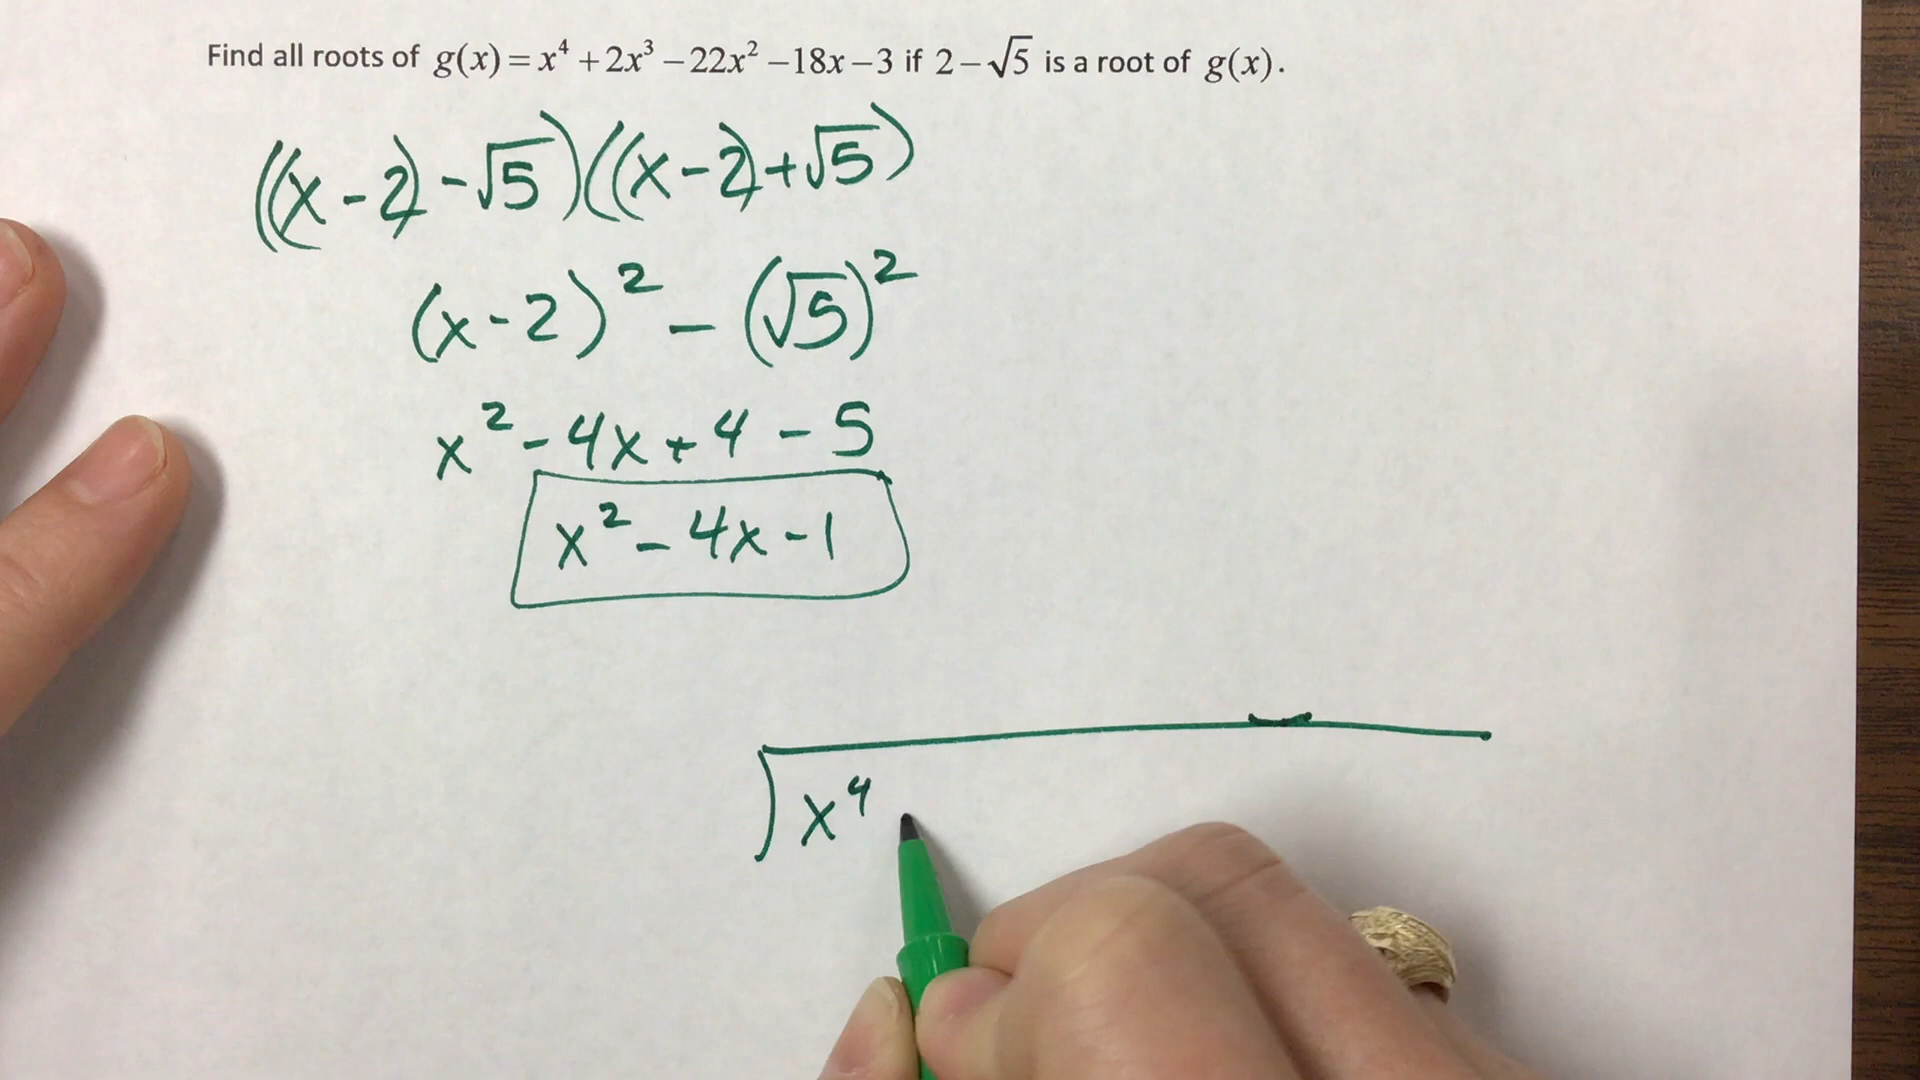 Find all roots of g(x) = x⁴ + 2x³ − 22x² − 18x − 3 if 2 − √5 is a root of g(x).
((x - 2) - √5)((x - 2) + √5)
(x - 2)² - (√5)²
x² - 4x + 4 - 5
x² - 4x - 1
x⁴